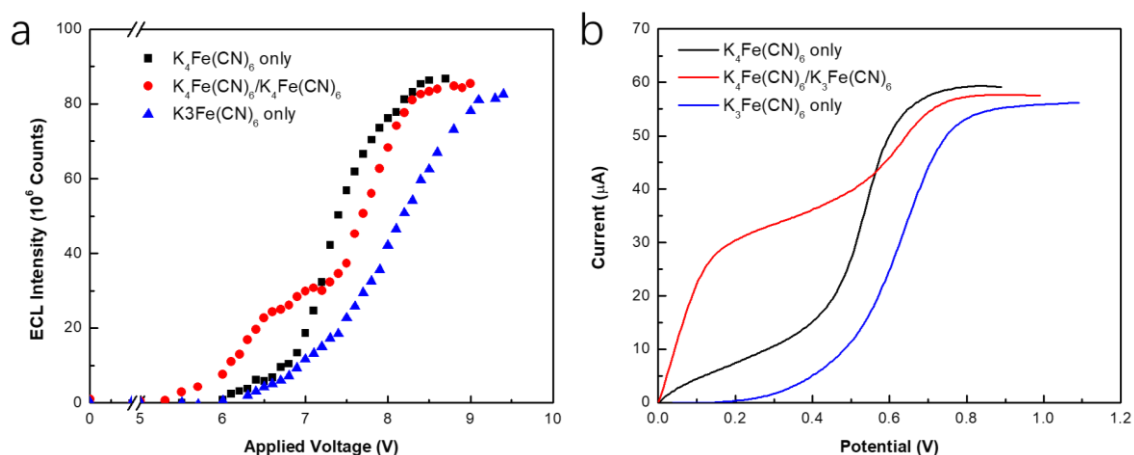 a
100
80
60
40
20
0
ECL Intensity (10⁶ Counts)
K₄Fe(CN)₆ only
K₄Fe(CN)₆/K₄Fe(CN)₆
K3Fe(CN)₆ only
0 5 6 7 8 9 10
Applied Voltage (V)
b
70
60
50
40
30
20
10
0
Current (μA)
K₄Fe(CN)₆ only
K₄Fe(CN)₆/K₃Fe(CN)₆
K₃Fe(CN)₆ only
0.0 0.2 0.4 0.6 0.8 1.0 1.2
Potential (V)